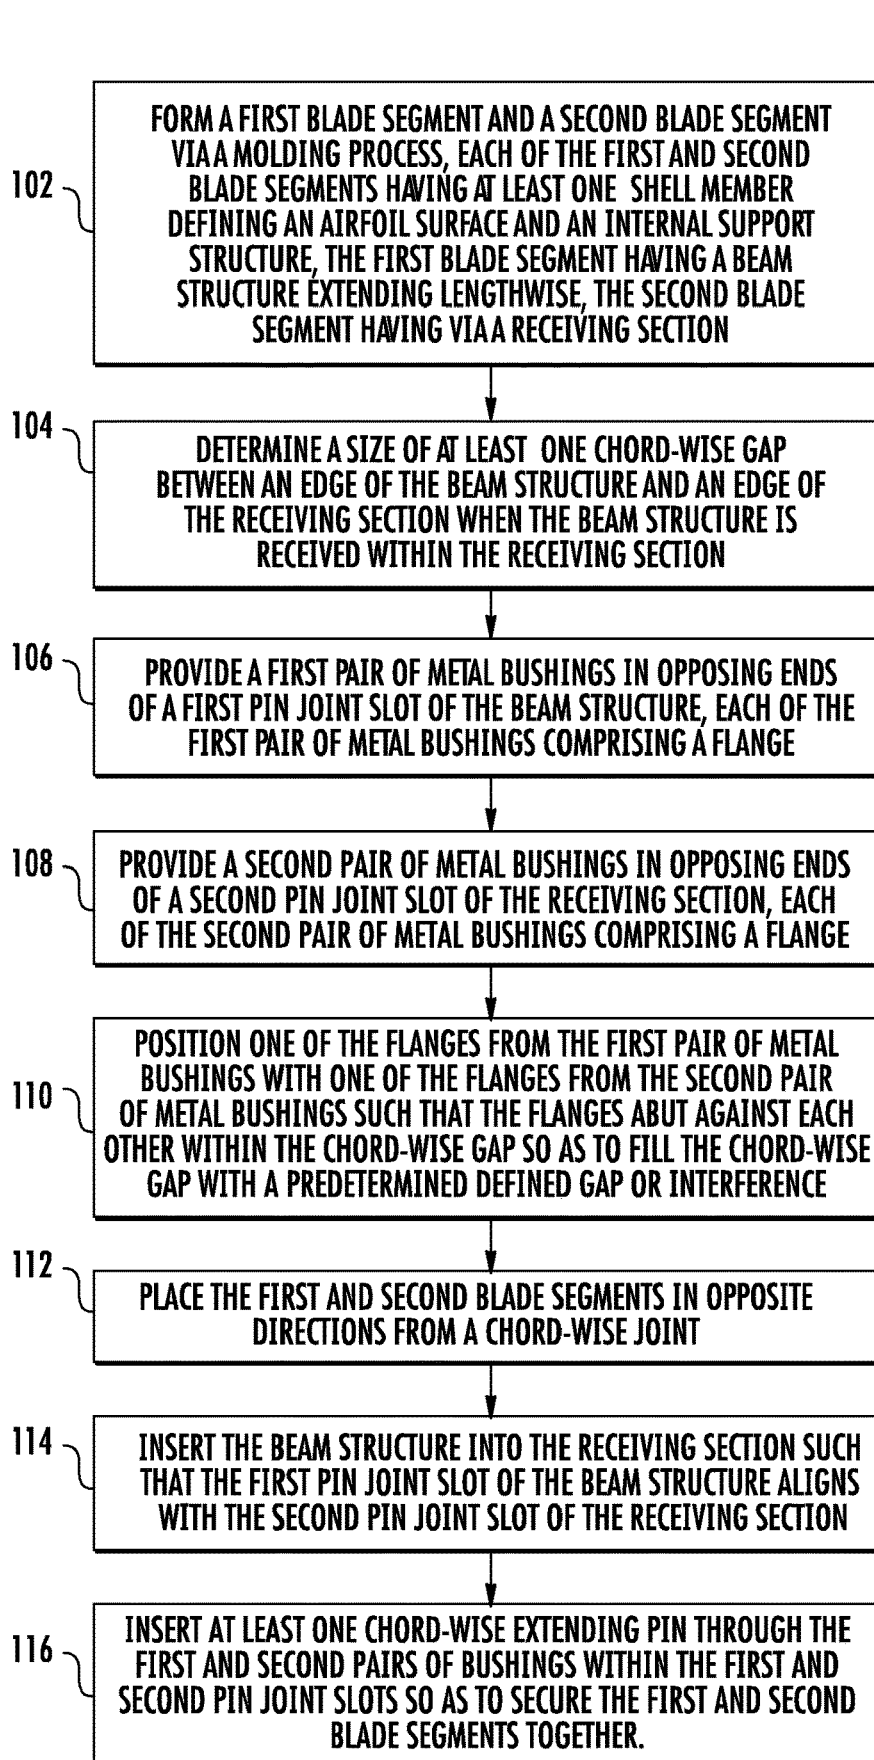 102
FORM A FIRST BLADE SEGMENT AND A SECOND BLADE SEGMENT
VIA A MOLDING PROCESS, EACH OF THE FIRST AND SECOND
BLADE SEGMENTS HAVING AT LEAST ONE SHELL MEMBER
DEFINING AN AIRFOIL SURFACE AND AN INTERNAL SUPPORT
STRUCTURE, THE FIRST BLADE SEGMENT HAVING A BEAM
STRUCTURE EXTENDING LENGTHWISE, THE SECOND BLADE
SEGMENT HAVING VIA A RECEIVING SECTION
104
DETERMINE A SIZE OF AT LEAST ONE CHORD-WISE GAP
BETWEEN AN EDGE OF THE BEAM STRUCTURE AND AN EDGE OF
THE RECEIVING SECTION WHEN THE BEAM STRUCTURE IS
RECEIVED WITHIN THE RECEIVING SECTION
106
PROVIDE A FIRST PAIR OF METAL BUSHINGS IN OPPOSING ENDS
OF A FIRST PIN JOINT SLOT OF THE BEAM STRUCTURE, EACH OF THE
FIRST PAIR OF METAL BUSHINGS COMPRISING A FLANGE
108
PROVIDE A SECOND PAIR OF METAL BUSHINGS IN OPPOSING ENDS
OF A SECOND PIN JOINT SLOT OF THE RECEIVING SECTION, EACH
OF THE SECOND PAIR OF METAL BUSHINGS COMPRISING A FLANGE
110
POSITION ONE OF THE FLANGES FROM THE FIRST PAIR OF METAL
BUSHINGS WITH ONE OF THE FLANGES FROM THE SECOND PAIR
OF METAL BUSHINGS SUCH THAT THE FLANGES ABUT AGAINST EACH
OTHER WITHIN THE CHORD-WISE GAP SO AS TO FILL THE CHORD-WISE
GAP WITH A PREDETERMINED DEFINED GAP OR INTERFERENCE
112
PLACE THE FIRST AND SECOND BLADE SEGMENTS IN OPPOSITE
DIRECTIONS FROM A CHORD-WISE JOINT
114
INSERT THE BEAM STRUCTURE INTO THE RECEIVING SECTION SUCH
THAT THE FIRST PIN JOINT SLOT OF THE BEAM STRUCTURE ALIGNS
WITH THE SECOND PIN JOINT SLOT OF THE RECEIVING SECTION
116
INSERT AT LEAST ONE CHORD-WISE EXTENDING PIN THROUGH THE
FIRST AND SECOND PAIRS OF BUSHINGS WITHIN THE FIRST AND
SECOND PIN JOINT SLOTS SO AS TO SECURE THE FIRST AND SECOND
BLADE SEGMENTS TOGETHER.